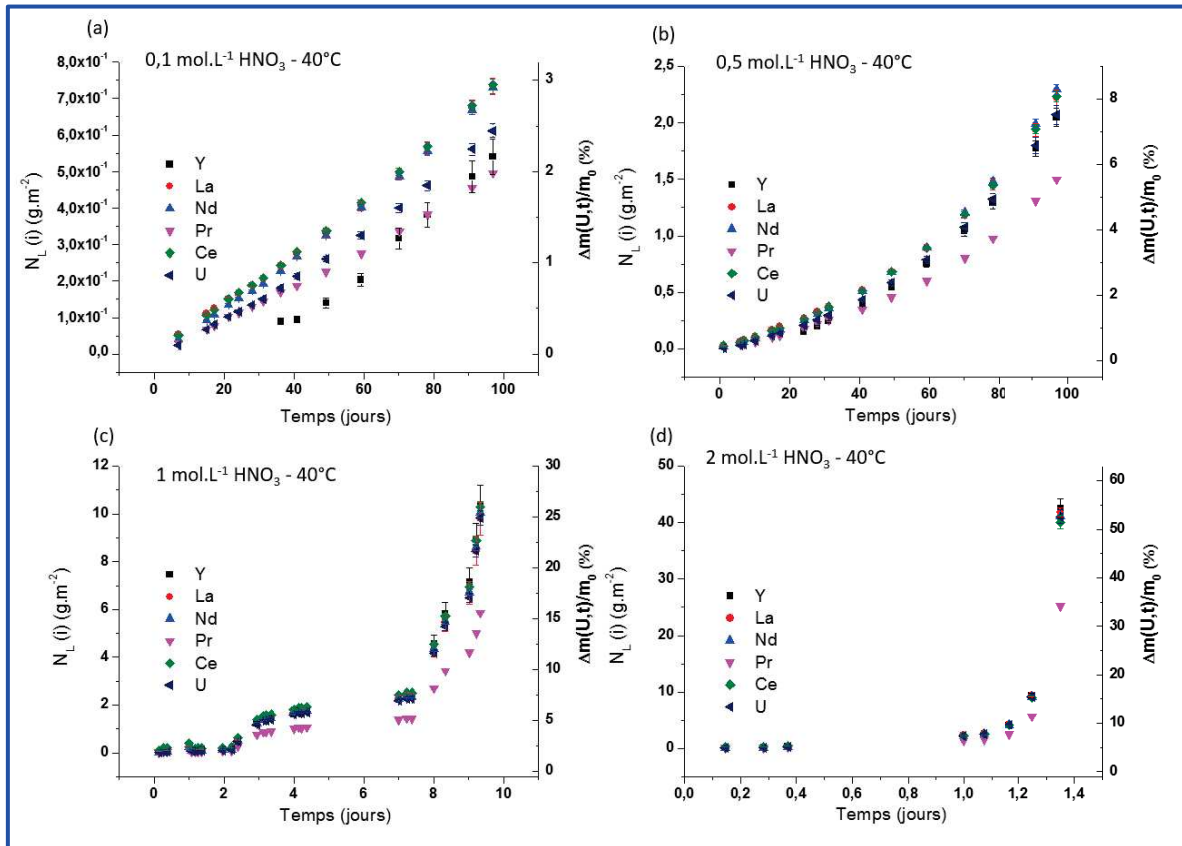 (a)
0,1 mol.L⁻¹ HNO₃ - 40°C
8,0x10⁻¹
7,0x10⁻¹
6,0x10⁻¹
5,0x10⁻¹
4,0x10⁻¹
3,0x10⁻¹
2,0x10⁻¹
1,0x10⁻¹
0,0
N_L (i) (g.m⁻²)
Y
La
Nd
Pr
Ce
U
3
2
1
0
Δm(U,t)/m₀ (%)
0 20 40 60 80 100
Temps (jours)
(b)
0,5 mol.L⁻¹ HNO₃ - 40°C
2,5
2,0
1,5
1,0
0,5
0,0
N_L (i) (g.m⁻²)
Y
La
Nd
Pr
Ce
U
8
6
4
2
0
Δm(U,t)/m₀ (%)
0 20 40 60 80 100
Temps (jours)
(c)
1 mol.L⁻¹ HNO₃ - 40°C
12
10
8
6
4
2
0
N_L (i) (g.m⁻²)
Y
La
Nd
Pr
Ce
U
30
25
20
15
10
5
0
Δm(U,t)/m₀ (%)
0 2 4 6 8 10
Temps (jours)
(d)
2 mol.L⁻¹ HNO₃ - 40°C
50
40
30
20
10
0
N_L (i) (g.m⁻²)
Y
La
Nd
Pr
Ce
U
60
50
40
30
20
10
0
Δm(U,t)/m₀ (%)
0,0 0,2 0,4 0,6 0,8 1,0 1,2 1,4
Temps (jours)